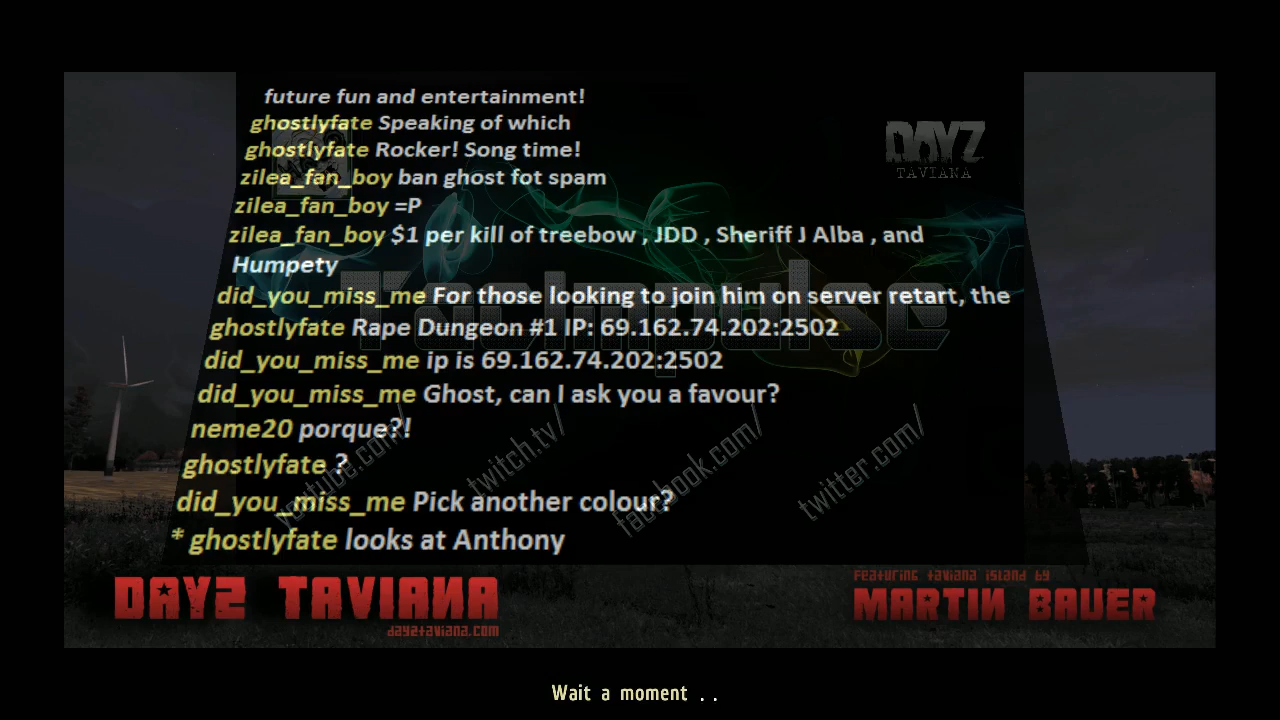 future fun and entertainment!
ghostlyfate Speaking of which
ghostlyfate Rocker! Song time!
zilea_fan_boy ban ghost fot spam
zilea_fan_boy =P
zilea_fan_boy $1 per kill of treebow , JDD , Sheriff J Alba , and
Humpety
did_you_miss_me For those looking to join him on server retart, the
ghostlyfate Rape Dungeon #1 IP: 69.162.74.202:2502
did_you_miss_me ip is 69.162.74.202:2502
did_you_miss_me Ghost, can I ask you a favour?
neme20 porque?!
ghostlyfate ?
did_you_miss_me Pick another colour?
* ghostlyfate looks at Anthony
DAYZ
TAVIANA
TacImpulse
youtube.com/
twitch.tv/
facebook.com/
twitter.com/
DAYZ TAVIANA
dayztaviana.com
Featuring taviana island by
MARTIN BAUER
Wait a moment . .